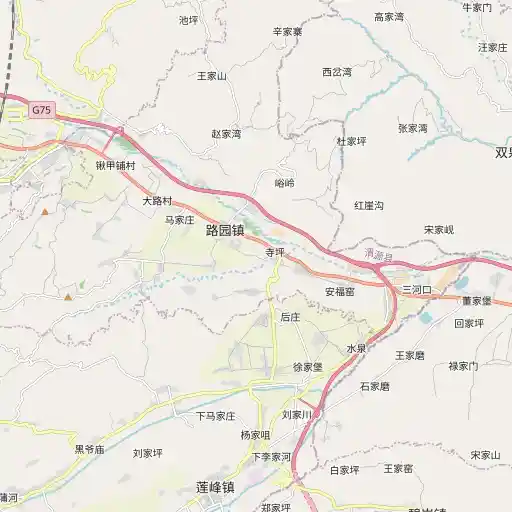 池坪
高家湾
牛家门
辛家寨
汪家庄
王家山
西岔湾
G75
赵家湾
张家湾
杜家坪
双泉
锹甲铺村
峪岭
大路村
红崖沟
马家庄
路园镇
宋家岘
寺坪
渭源县
安福窑
三河口
董家堡
后庄
回家坪
水泉
王家磨
徐家堡
禄家门
石家磨
下马家庄
刘家川
杨家咀
黑爷庙
刘家坪
下李家河
宋家山
白家坪
王家窑
莲峰镇
蒲河
郑家坪